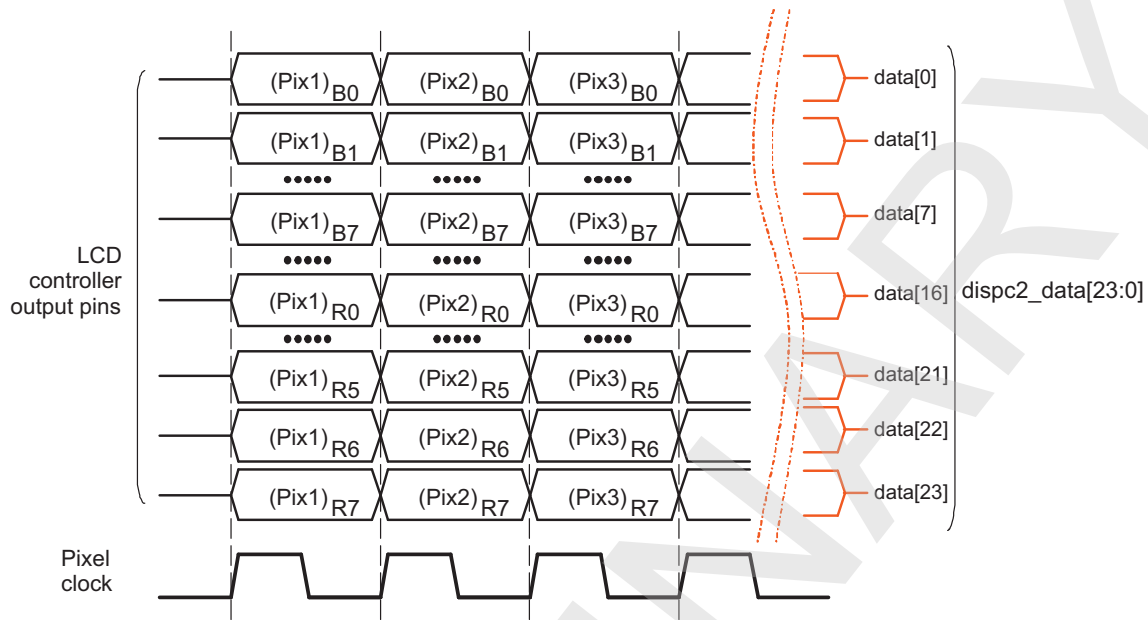 (Pix1)B0 (Pix2)B0 (Pix3)B0 data[0]
(Pix1)B1 (Pix2)B1 (Pix3)B1 data[1]
(Pix1)B7 (Pix2)B7 (Pix3)B7 data[7]
LCD
controller
output pins
(Pix1)R0 (Pix2)R0 (Pix3)R0 data[16] dispc2_data[23:0]
(Pix1)R5 (Pix2)R5 (Pix3)R5 data[21]
(Pix1)R6 (Pix2)R6 (Pix3)R6 data[22]
(Pix1)R7 (Pix2)R7 (Pix3)R7 data[23]
Pixel
clock
NARY